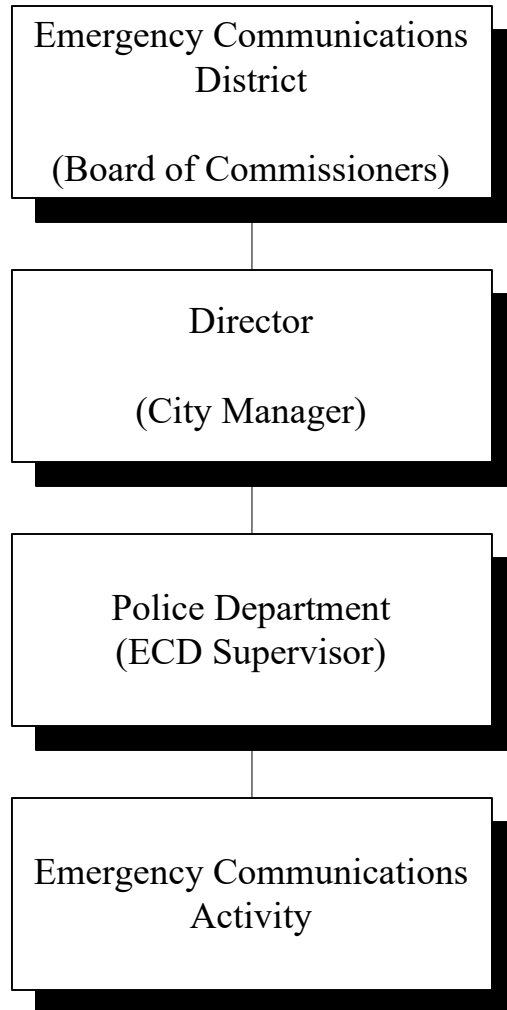 Emergency Communications
District
(Board of Commissioners)
Director
(City Manager)
Police Department
(ECD Supervisor)
Emergency Communications
Activity